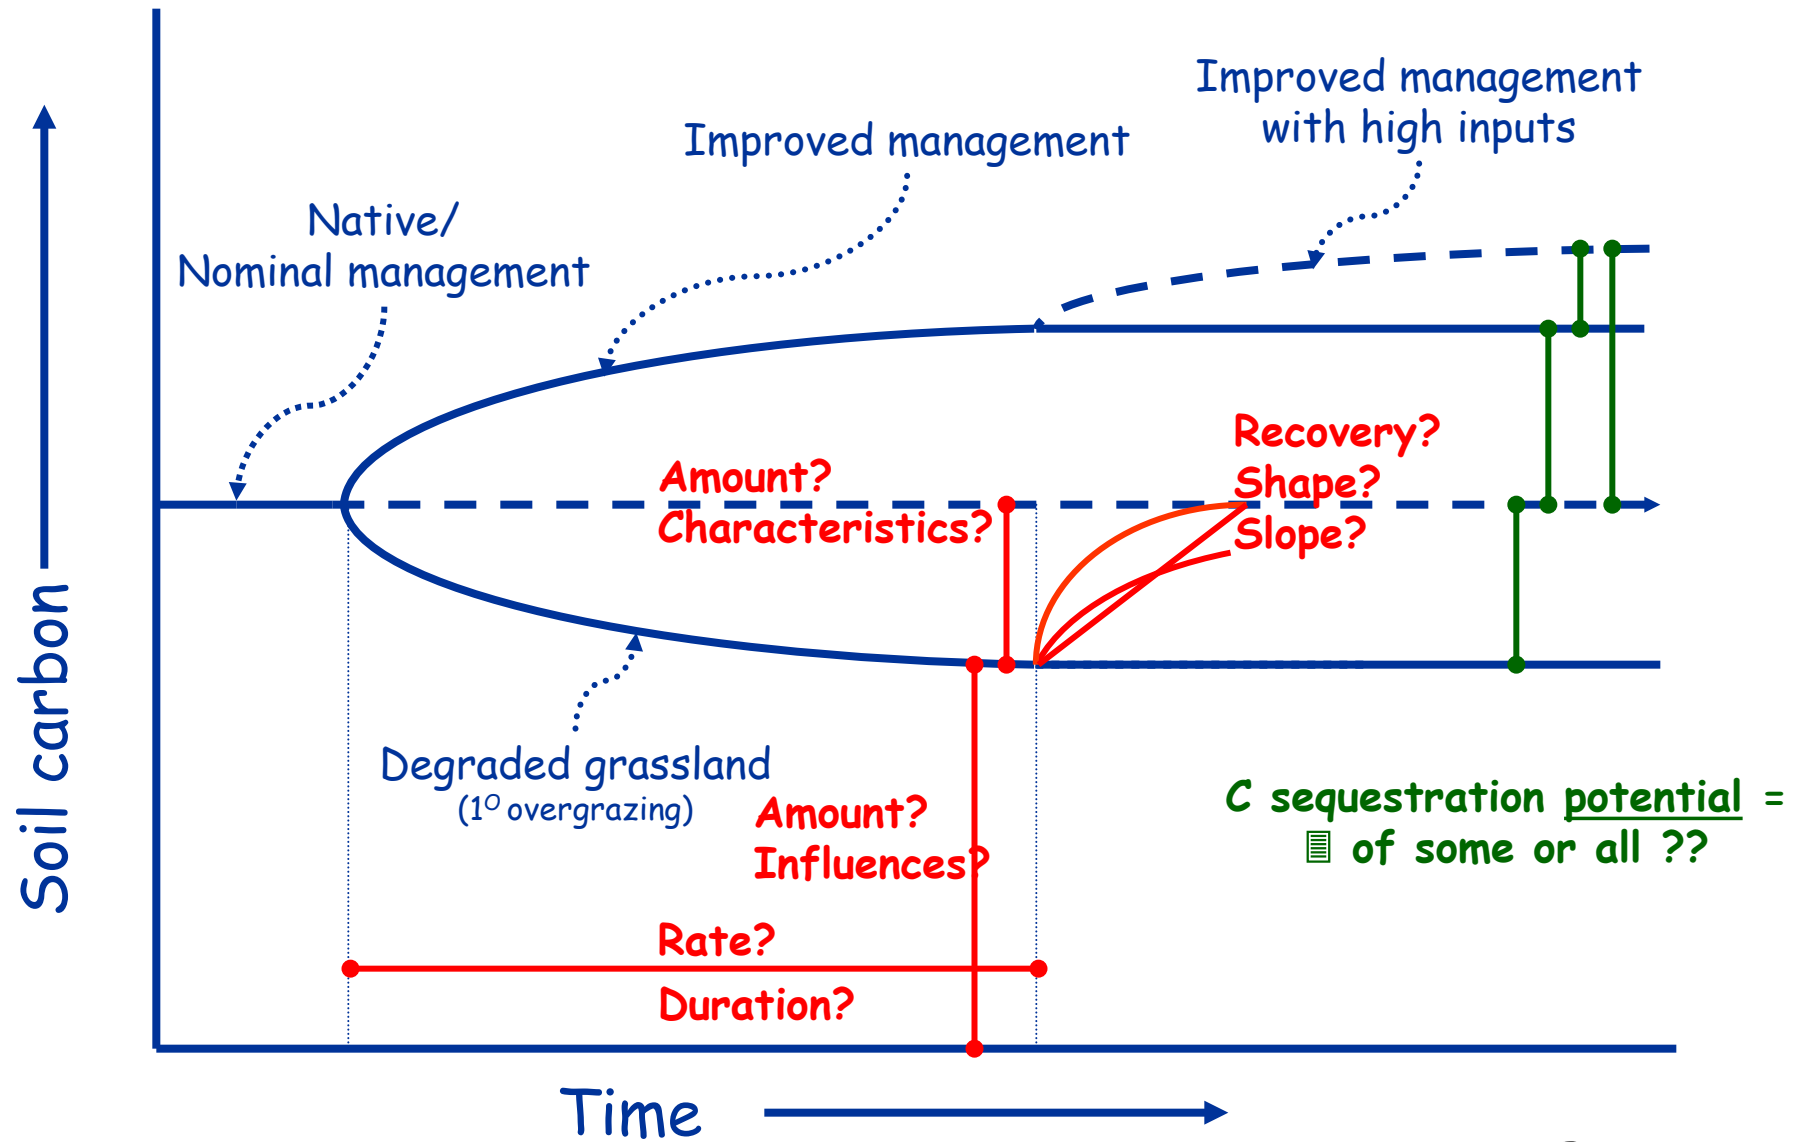 Improved management
with high inputs
Improved management
Native/
Nominal management
Recovery?
Shape?
Slope?
Amount?
Characteristics?
Degraded grassland
(1º overgrazing)
Amount?
Influences?
C sequestration potential =
of some or all ??
Rate?
Duration?
Soil carbon
Time